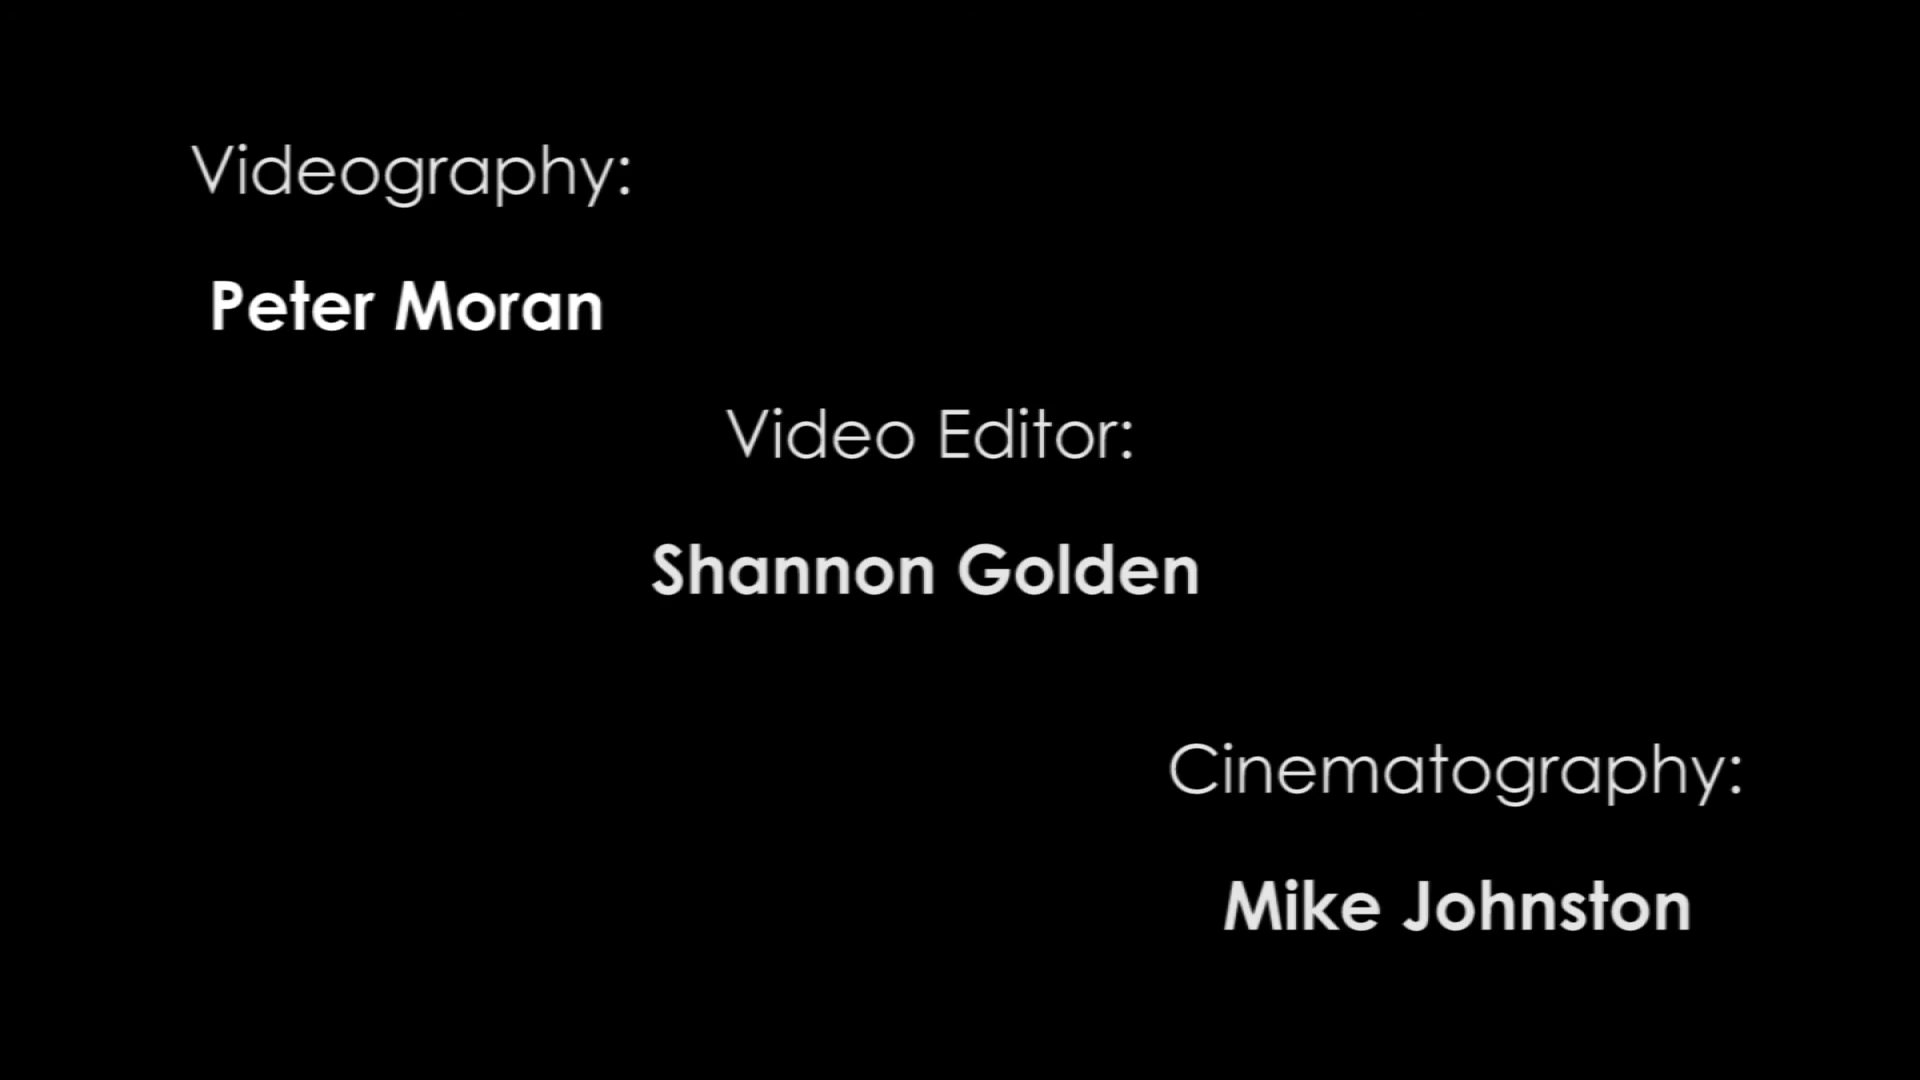 Videography:
Peter Moran
Video Editor:
Shannon Golden
Cinematography:
Mike Johnston